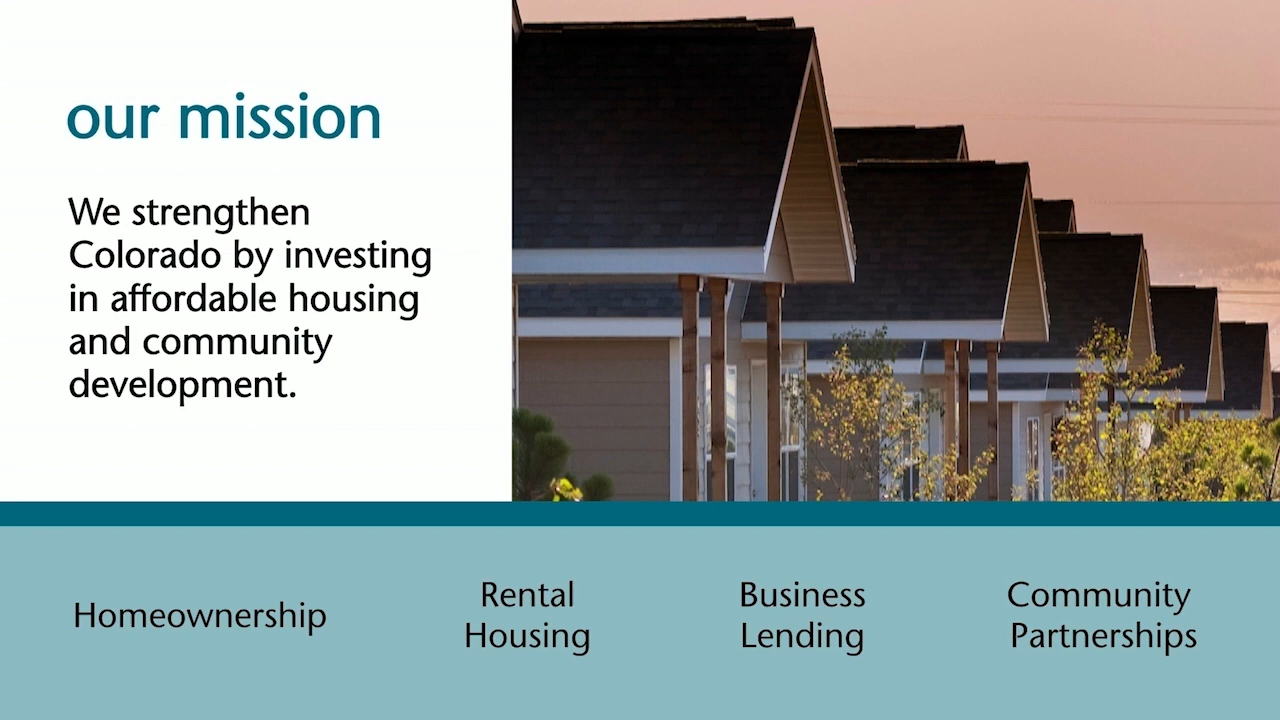 our mission
We strengthen
Colorado by investing
in affordable housing
and community
development.
Homeownership
Rental
Housing
Business
Lending
Community
Partnerships